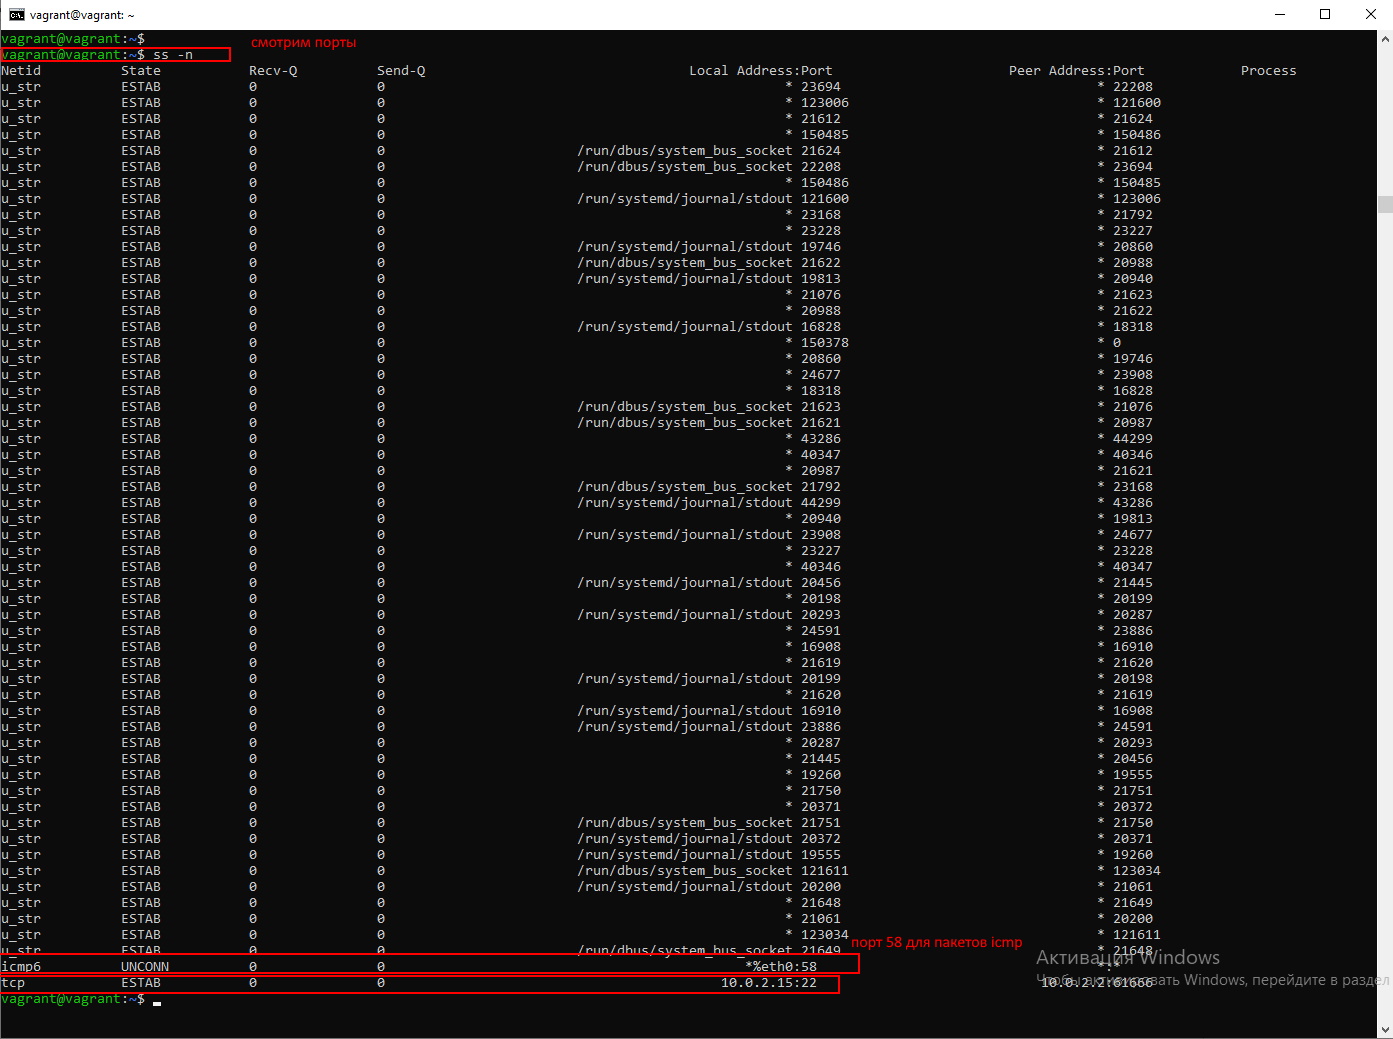 vagrant@vagrant: ~
vagrant@vagrant:~$
смотрим порты
vagrant@vagrant:~$ ss -n
Netid State Recv-Q Send-Q Local Address:Port Peer Address:Port Process
u_str ESTAB 0 0 * 23694 * 22208
u_str ESTAB 0 0 * 123006 * 121600
u_str ESTAB 0 0 * 21612 * 21624
u_str ESTAB 0 0 * 150485 * 150486
u_str ESTAB 0 0 /run/dbus/system_bus_socket 21624 * 21612
u_str ESTAB 0 0 /run/dbus/system_bus_socket 22208 * 23694
u_str ESTAB 0 0 * 150486 * 150485
u_str ESTAB 0 0 /run/systemd/journal/stdout 121600 * 123006
u_str ESTAB 0 0 * 23168 * 21792
u_str ESTAB 0 0 * 23228 * 23227
u_str ESTAB 0 0 /run/systemd/journal/stdout 19746 * 20860
u_str ESTAB 0 0 /run/dbus/system_bus_socket 21622 * 20988
u_str ESTAB 0 0 /run/systemd/journal/stdout 19813 * 20940
u_str ESTAB 0 0 * 21076 * 21623
u_str ESTAB 0 0 * 20988 * 21622
u_str ESTAB 0 0 /run/systemd/journal/stdout 16828 * 18318
u_str ESTAB 0 0 * 150378 * 0
u_str ESTAB 0 0 * 20860 * 19746
u_str ESTAB 0 0 * 24677 * 23908
u_str ESTAB 0 0 * 18318 * 16828
u_str ESTAB 0 0 /run/dbus/system_bus_socket 21623 * 21076
u_str ESTAB 0 0 /run/dbus/system_bus_socket 21621 * 20987
u_str ESTAB 0 0 * 43286 * 44299
u_str ESTAB 0 0 * 40347 * 40346
u_str ESTAB 0 0 * 20987 * 21621
u_str ESTAB 0 0 /run/dbus/system_bus_socket 21792 * 23168
u_str ESTAB 0 0 /run/systemd/journal/stdout 44299 * 43286
u_str ESTAB 0 0 * 20940 * 19813
u_str ESTAB 0 0 /run/systemd/journal/stdout 23908 * 24677
u_str ESTAB 0 0 * 23227 * 23228
u_str ESTAB 0 0 * 40346 * 40347
u_str ESTAB 0 0 /run/systemd/journal/stdout 20456 * 21445
u_str ESTAB 0 0 * 20198 * 20199
u_str ESTAB 0 0 /run/systemd/journal/stdout 20293 * 20287
u_str ESTAB 0 0 * 24591 * 23886
u_str ESTAB 0 0 * 16908 * 16910
u_str ESTAB 0 0 * 21619 * 21620
u_str ESTAB 0 0 /run/systemd/journal/stdout 20199 * 20198
u_str ESTAB 0 0 * 21620 * 21619
u_str ESTAB 0 0 /run/systemd/journal/stdout 16910 * 16908
u_str ESTAB 0 0 /run/systemd/journal/stdout 23886 * 24591
u_str ESTAB 0 0 * 20287 * 20293
u_str ESTAB 0 0 * 21445 * 20456
u_str ESTAB 0 0 * 19260 * 19555
u_str ESTAB 0 0 * 21750 * 21751
u_str ESTAB 0 0 * 20371 * 20372
u_str ESTAB 0 0 /run/dbus/system_bus_socket 21751 * 21750
u_str ESTAB 0 0 /run/systemd/journal/stdout 20372 * 20371
u_str ESTAB 0 0 /run/systemd/journal/stdout 19555 * 19260
u_str ESTAB 0 0 /run/dbus/system_bus_socket 121611 * 123034
u_str ESTAB 0 0 /run/systemd/journal/stdout 20200 * 21061
u_str ESTAB 0 0 * 21648 * 21649
u_str ESTAB 0 0 * 21061 * 20200
u_str ESTAB 0 0 * 123034 * 121611
порт 58 для пакетов icmp
u_str ESTAB 0 0 /run/dbus/system_bus_socket 21649 * 21648
icmp6 UNCONN 0 0 *%eth0:58 *:*
tcp ESTAB 0 0 10.0.2.15:22 10.0.2.2:61666
vagrant@vagrant:~$
Активация Windows
Чтобы активировать Windows, перейдите в раздел